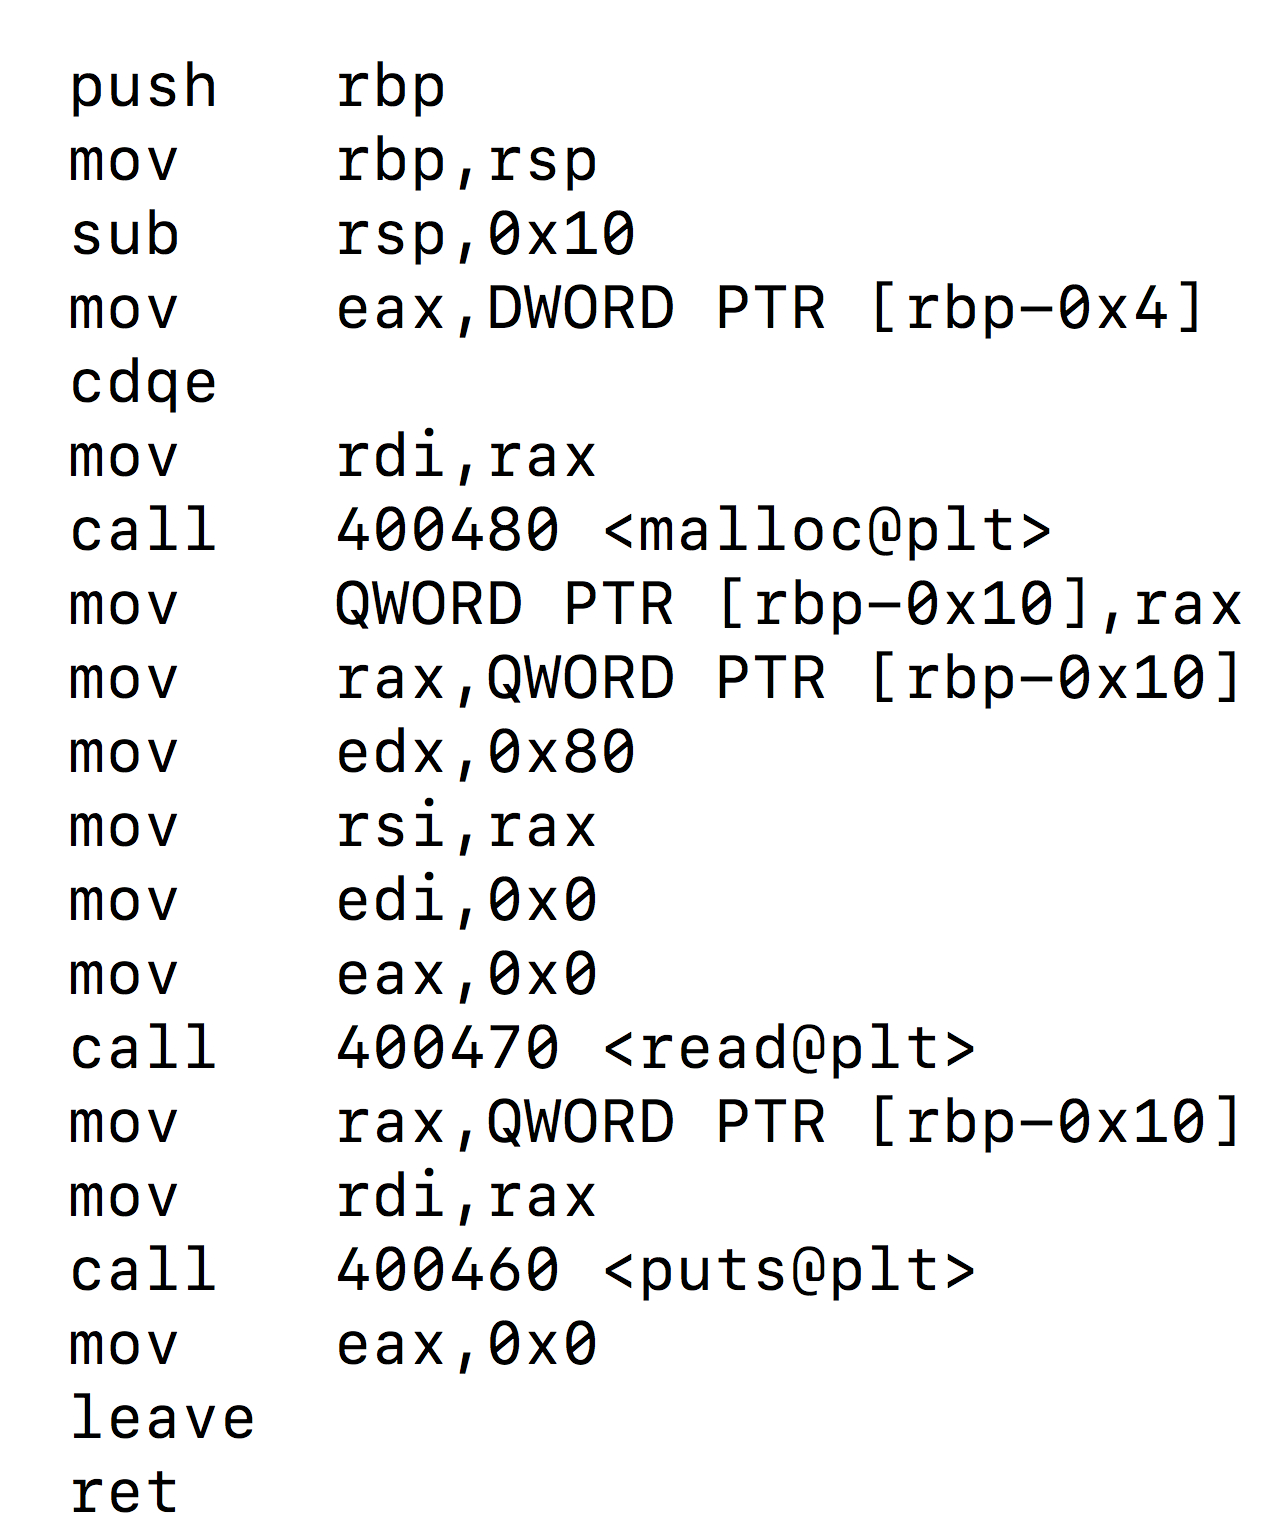 push rbp
mov rbp,rsp
sub rsp,0x10
mov eax,DWORD PTR [rbp-0x4]
cdqe
mov rdi,rax
call 400480 <malloc@plt>
mov QWORD PTR [rbp-0x10],rax
mov rax,QWORD PTR [rbp-0x10]
mov edx,0x80
mov rsi,rax
mov edi,0x0
mov eax,0x0
call 400470 <read@plt>
mov rax,QWORD PTR [rbp-0x10]
mov rdi,rax
call 400460 <puts@plt>
mov eax,0x0
leave
ret